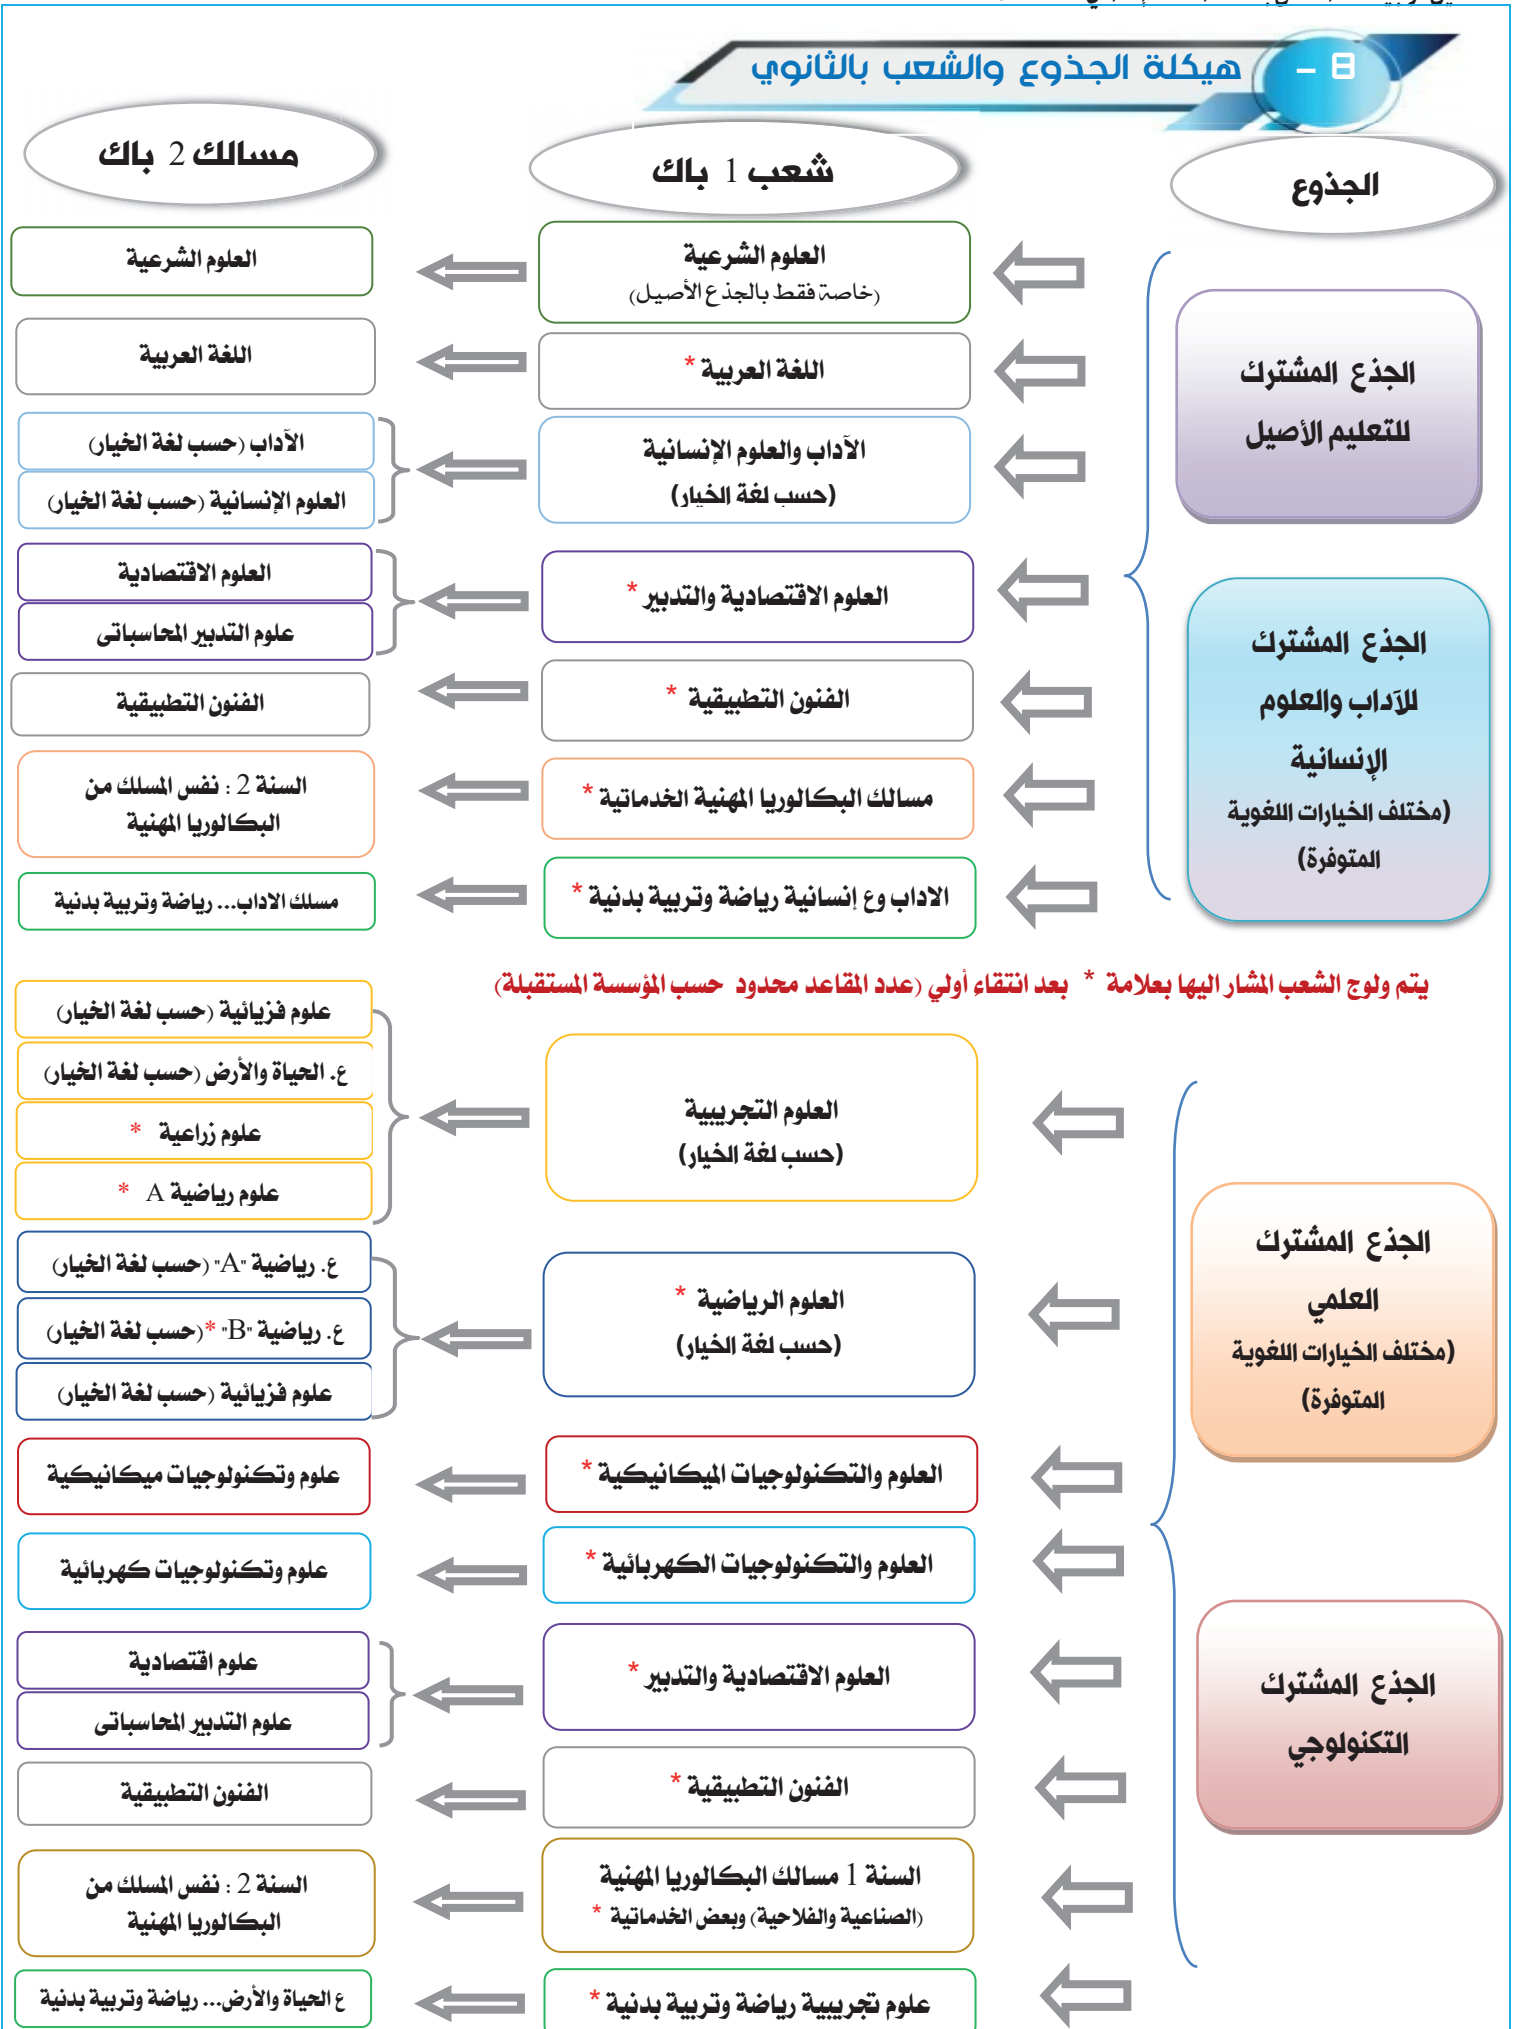 8 - هيكلة الجذوع والشعب بالثانوي
الجذوع
شعب 1 باك
مسالك 2 باك
الجذع المشترك
للتعليم الأصيل
الجذع المشترك
للآداب والعلوم
الإنسانية
(مختلف الخيارات اللغوية
المتوفرة)
العلوم الشرعية
(خاصة فقط بالجذع الأصيل)
العلوم الشرعية
اللغة العربية *
اللغة العربية
الآداب والعلوم الإنسانية
(حسب لغة الخيار)
الآداب (حسب لغة الخيار)
العلوم الإنسانية (حسب لغة الخيار)
العلوم الاقتصادية والتدبير *
العلوم الاقتصادية
علوم التدبير المحاسباتي
الفنون التطبيقية *
الفنون التطبيقية
مسالك البكالوريا المهنية الخدماتية *
السنة 2 : نفس المسلك من
البكالوريا المهنية
الاداب وع إنسانية رياضة وتربية بدنية *
مسلك الاداب... رياضة وتربية بدنية
يتم ولوج الشعب المشار اليها بعلامة * بعد انتقاء أولي (عدد المقاعد محدود حسب المؤسسة المستقبلة)
الجذع المشترك
العلمي
(مختلف الخيارات اللغوية
المتوفرة)
الجذع المشترك
التكنولوجي
العلوم التجريبية
(حسب لغة الخيار)
علوم فزيائية (حسب لغة الخيار)
ع. الحياة والأرض (حسب لغة الخيار)
علوم زراعية *
علوم رياضية A *
العلوم الرياضية *
(حسب لغة الخيار)
ع. رياضية "A" (حسب لغة الخيار)
ع. رياضية "B" *(حسب لغة الخيار)
علوم فزيائية (حسب لغة الخيار)
العلوم والتكنولوجيات الميكانيكية *
علوم وتكنولوجيات ميكانيكية
العلوم والتكنولوجيات الكهربائية *
علوم وتكنولوجيات كهربائية
العلوم الاقتصادية والتدبير *
علوم اقتصادية
علوم التدبير المحاسباتي
الفنون التطبيقية *
الفنون التطبيقية
السنة 1 مسالك البكالوريا المهنية
(الصناعية والفلاحية) وبعض الخدماتية *
السنة 2 : نفس المسلك من
البكالوريا المهنية
علوم تجريبية رياضة وتربية بدنية *
ع الحياة والأرض... رياضة وتربية بدنية